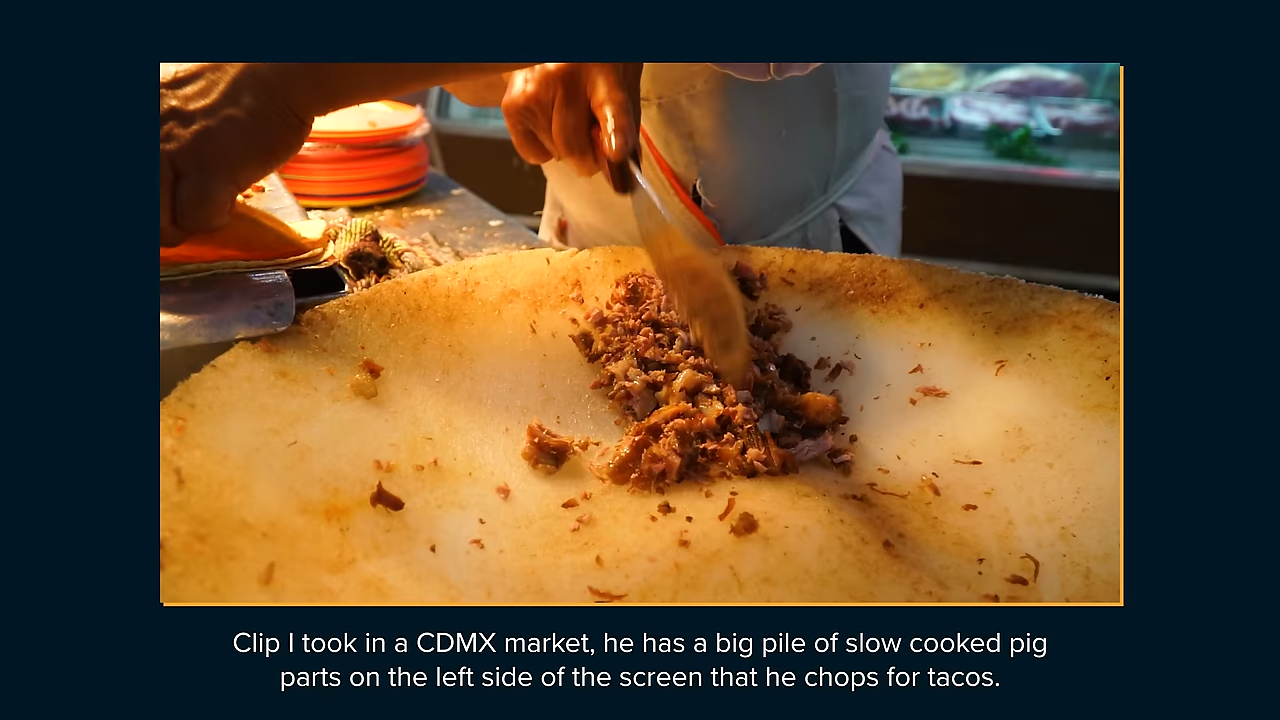 Clip I took in a CDMX market, he has a big pile of slow cooked pig
parts on the left side of the screen that he chops for tacos.